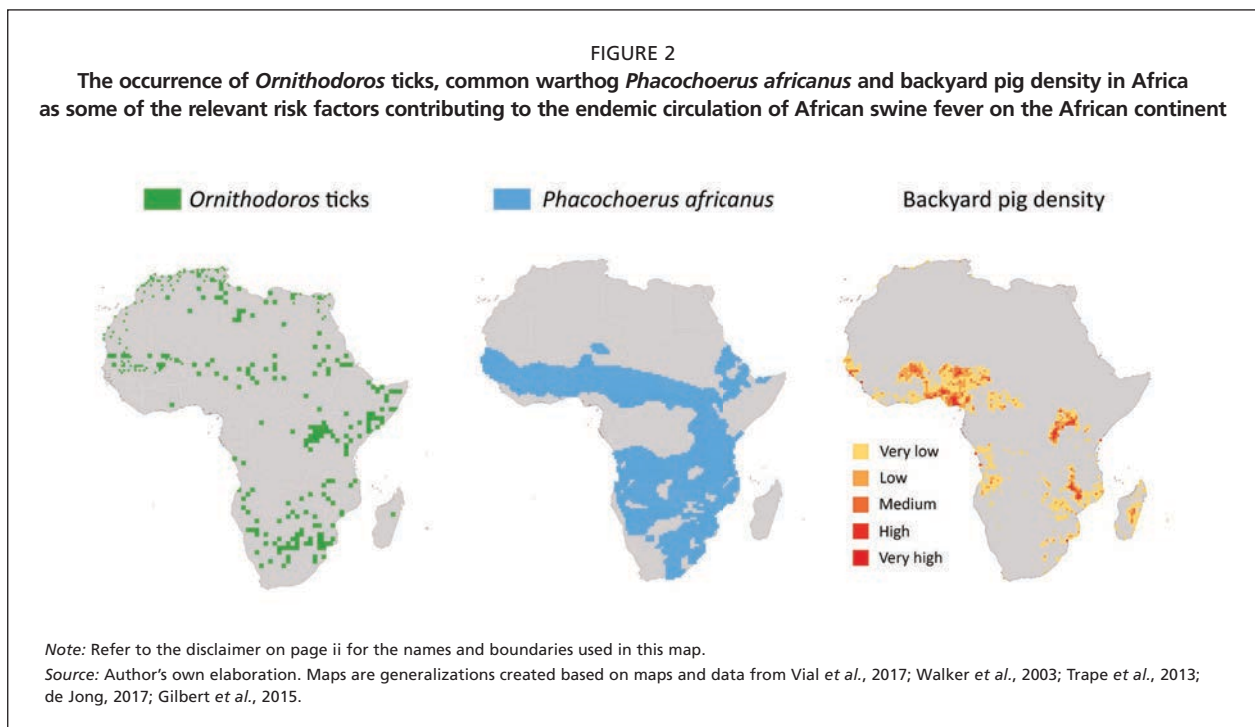 FIGURE 2
The occurrence of Ornithodoros ticks, common warthog Phacochoerus africanus and backyard pig density in Africa
as some of the relevant risk factors contributing to the endemic circulation of African swine fever on the African continent
Ornithodoros ticks
Phacochoerus africanus
Backyard pig density
Very low
Low
Medium
High
Very high
Note: Refer to the disclaimer on page ii for the names and boundaries used in this map.
Source: Author's own elaboration. Maps are generalizations created based on maps and data from Vial et al., 2017; Walker et al., 2003; Trape et al., 2013;
de Jong, 2017; Gilbert et al., 2015.